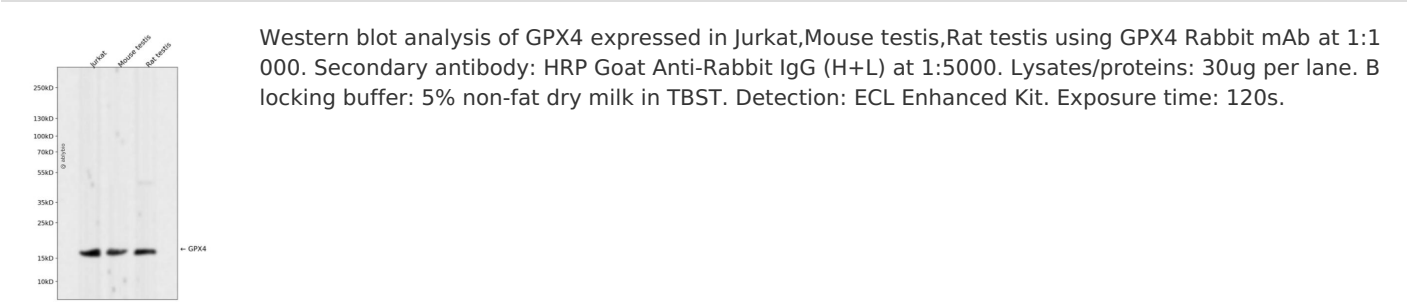 Jurkat
Mouse testis
Rat testis
250kD
130kD
100kD
70kD
55kD
35kD
25kD
15kD
10kD
@ abiybio
← GPX4
Western blot analysis of GPX4 expressed in Jurkat,Mouse testis,Rat testis using GPX4 Rabbit mAb at 1:1
000. Secondary antibody: HRP Goat Anti-Rabbit IgG (H+L) at 1:5000. Lysates/proteins: 30ug per lane. B
locking buffer: 5% non-fat dry milk in TBST. Detection: ECL Enhanced Kit. Exposure time: 120s.